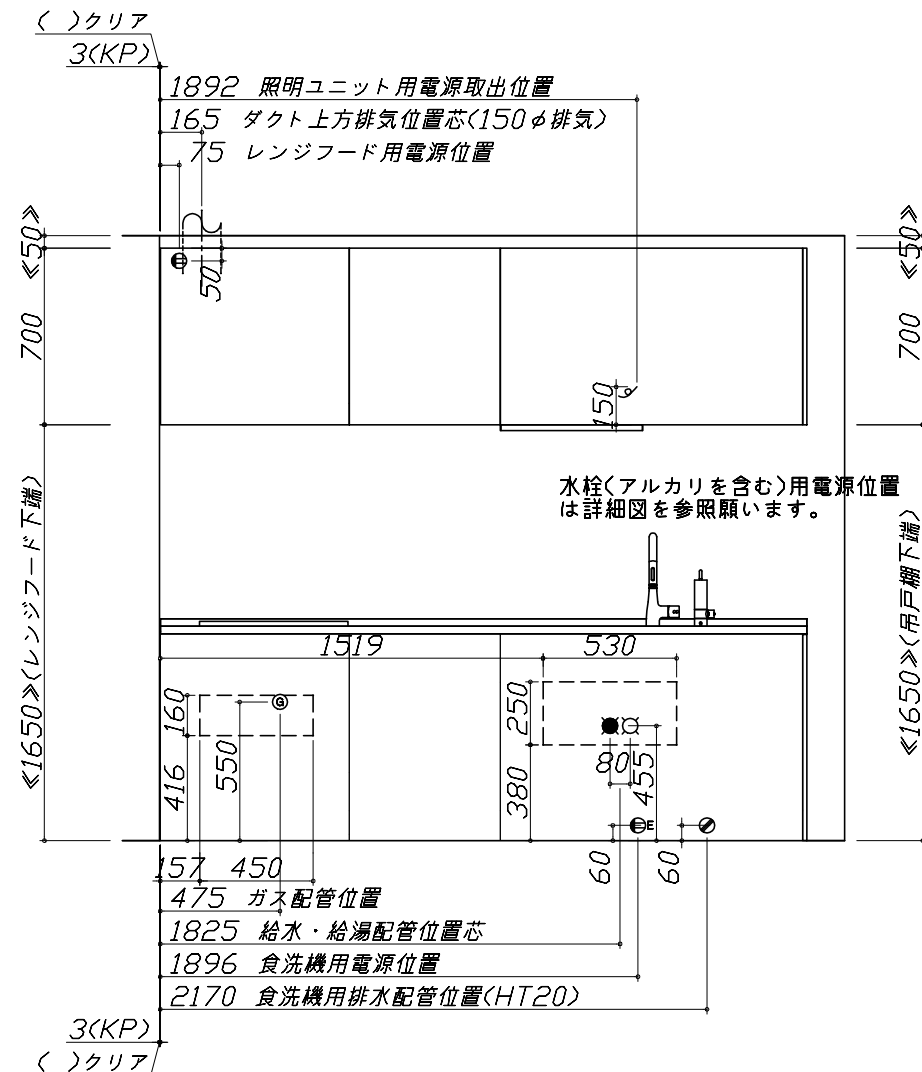 ( )クリア
3(KP)
1892 照明ユニット用電源取出位置
165 ダクト上方排気位置芯(150φ排気)
75 レンジフード用電源位置
≪50≫
≪50≫
50
700
700
150
水栓(アルカリを含む)用電源位置
は詳細図を参照願います。
≪1650≫(レンジフード下端)
≪1650≫(吊戸棚下端)
1519
530
160
G
250
550
416
380
80
455
E
60
60
157
450
475 ガス配管位置
1825 給水・給湯配管位置芯
1896 食洗機用電源位置
2170 食洗機用排水配管位置(HT20)
3(KP)
( )クリア